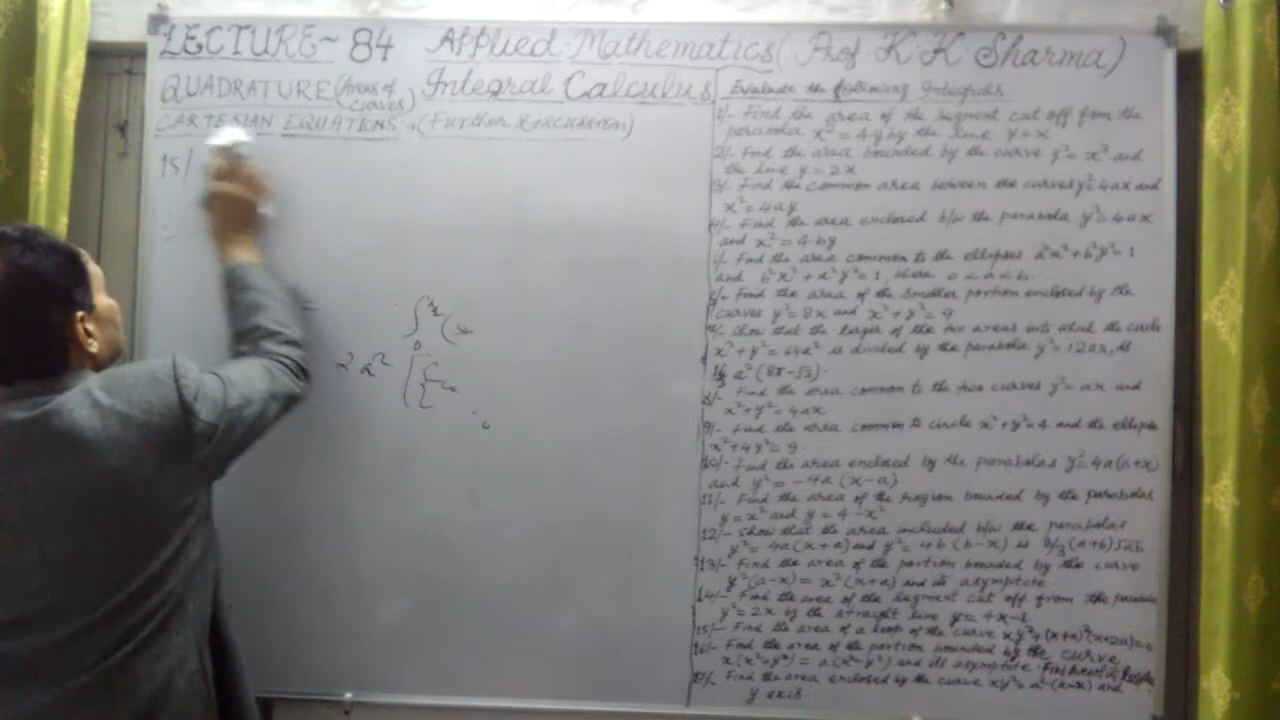 LECTURE~84 Applied Mathematics (Prof. K. K Sharma)
QUADRATURE (Areas of curves) Integral Calculus
CARTESIAN EQUATIONS, (Further Discussion)
15/
=
∫
0
2a²
Evaluate the following Integrals
1/- Find the area of the segment cut off from the
parabola x² = 4y by the line y = x
2/- Find the area bounded by the curve y² = x³ and
the line y = 2x
3/- Find the common area between the curves y² = 4ax and
x² = 4ay
4/- Find the area enclosed b/w the parabola y² = 4ax
and x² = 4by
/- Find the area common to the ellipses a²x² + b²y² = 1
and b²x² + a²y² = 1, where 0 < a < b
6/- Find the area of the smaller portion enclosed by the
curves y² = 8x and x² + y² = 9
/- Show that the larger of the two areas into which the circle
x² + y² = 64a² is divided by the parabola y² = 12ax, is
16/3 a² (8π - √3).
8/- Find the area common to the two curves y² = ax and
x² + y² = 4ax
9/- Find the area common to circle x² + y² = 4 and the ellipse
x² + 4y² = 9
10/- Find the area enclosed by the parabolas y² = 4a(a+x)
and y² = -4a (x-a)
11/- Find the area of the region bounded by the parabolas
y = x² and y = 4 - x²
12/- Show that the area included b/w the parabolas
y² = 4a(x+a) and y² = 4b(b-x) is 8/3 (a+b)√ab
13/- Find the area of the portion bounded by the curve
y²(a-x) = x²(x+a) and its asymptote
14/- Find the area of the segment cut off from the parabola
y² = 2x by the straight line y = 4x-1
15/- Find the area of a loop of the curve xy² + (x+a)²(x+2a) = 0
16/- Find the area of the portion bounded by the curve
x(x²+y²) = a(x²-y²) and its asymptote. Find area of its loop
17/- Find the area enclosed by the curve xy² = a²(a-x) and
y axis